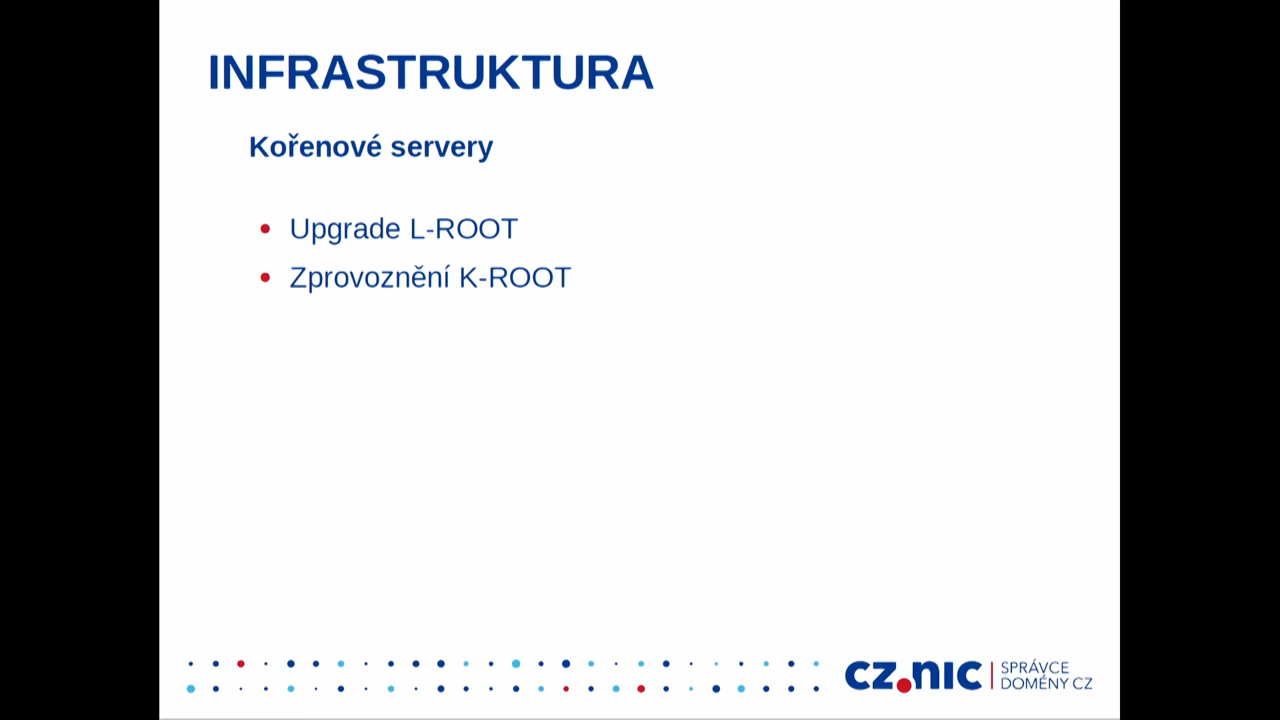 INFRASTRUKTURA
Kořenové servery
Upgrade L-ROOT
Zprovoznění K-ROOT
CZ.NIC | SPRÁVCE
DOMÉNY CZ